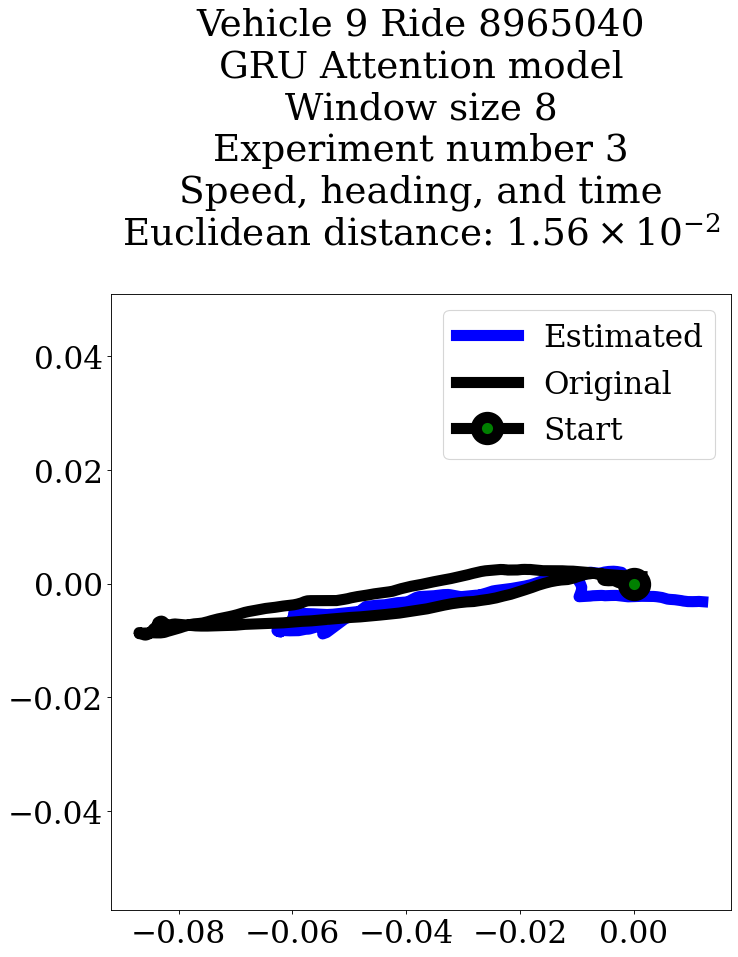 Vehicle 9 Ride 8965040
GRU Attention model
Window size 8
Experiment number 3
Speed, heading, and time
Euclidean distance: 1.56 × 10⁻²
Estimated
Original
Start
0.04
0.02
0.00
−0.02
−0.04
−0.08 −0.06 −0.04 −0.02 0.00